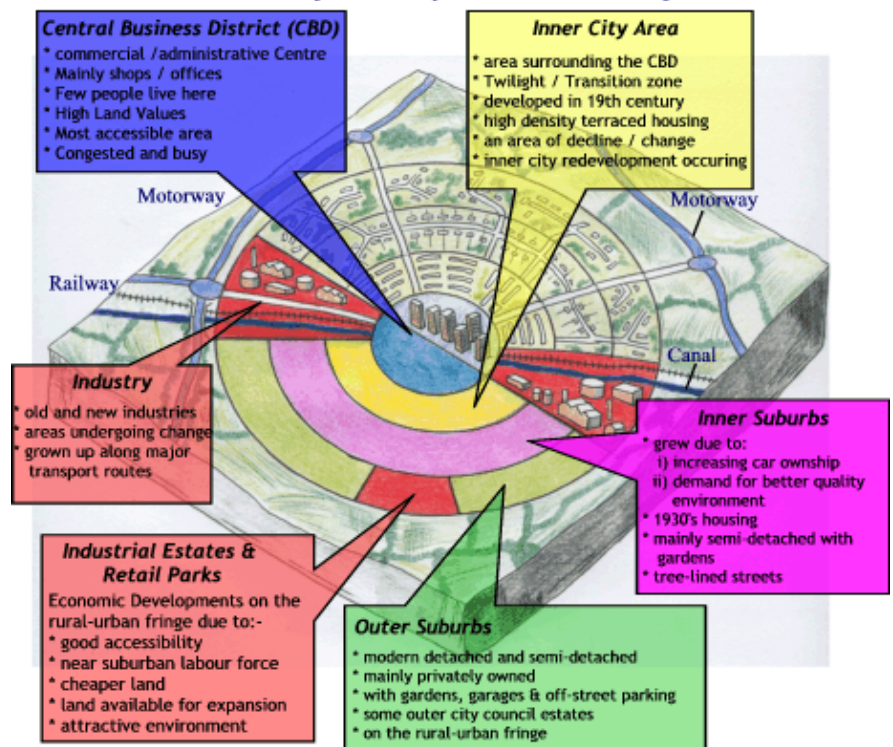 Central Business District (CBD)
* commercial /administrative Centre
* Mainly shops / offices
* Few people live here
* High Land Values
* Most accessible area
* Congested and busy
Inner City Area
* area surrounding the CBD
* Twilight / Transition zone
* developed in 19th century
* high density terraced housing
* an area of decline / change
* inner city redevelopment occuring
Motorway
Motorway
Railway
Canal
Industry
* old and new industries
* areas undergoing change
* grown up along major
transport routes
Inner Suburbs
* grew due to:
i) increasing car ownship
ii) demand for better quality
environment
* 1930's housing
* mainly semi-detached with
gardens
* tree-lined streets
Industrial Estates &
Retail Parks
Economic Developments on the
rural-urban fringe due to:-
* good accessibility
* near suburban labour force
* cheaper land
* land available for expansion
* attractive environment
Outer Suburbs
* modern detached and semi-detached
* mainly privately owned
* with gardens, garages & off-street parking
* some outer city council estates
* on the rural-urban fringe